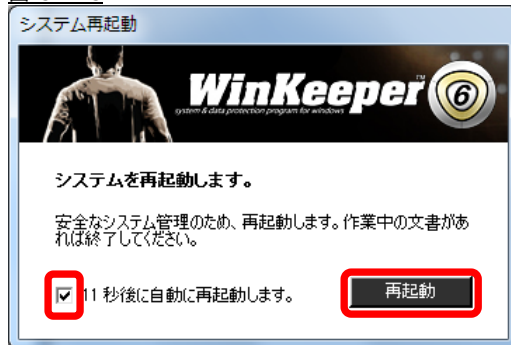 システム再起動
WinKeeper™ 6
system & data protection program for windows
システムを再起動します。
安全なシステム管理のため、再起動します。作業中の文書があ
れば終了してください。
11 秒後に自動に再起動します。
再起動